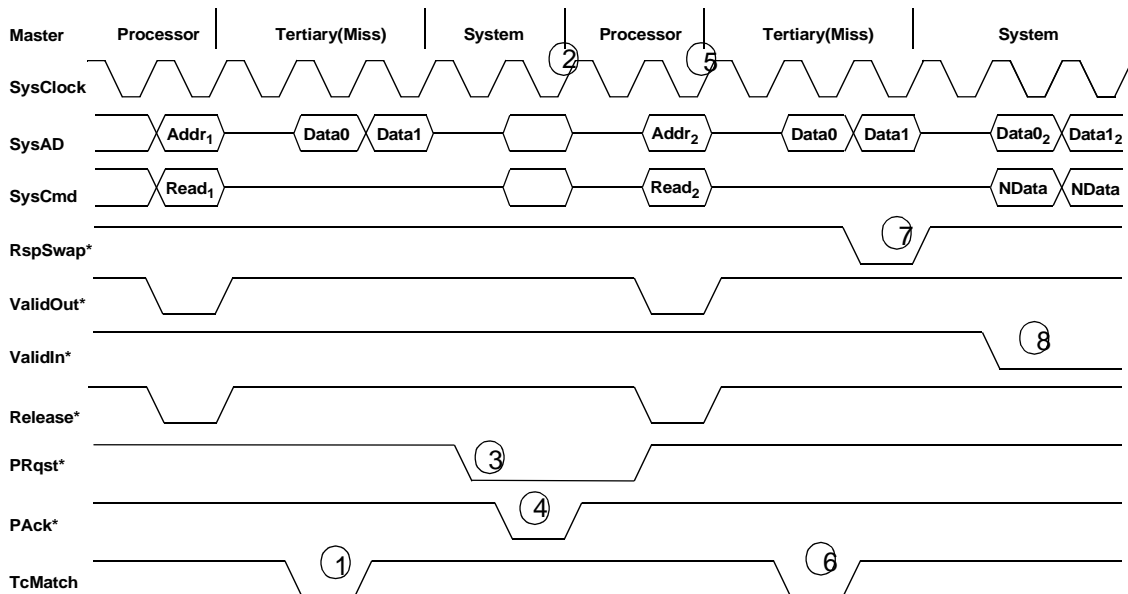 Master Processor Tertiary(Miss) System Processor Tertiary(Miss) System
2 5
SysClock
SysAD Addr1 Data0 Data1 Addr2 Data0 Data1 Data02 Data12
SysCmd Read1 Read2 NData NData
RspSwap* 7
ValidOut*
ValidIn* 8
Release*
PRqst* 3
PAck* 4
TcMatch 1 6